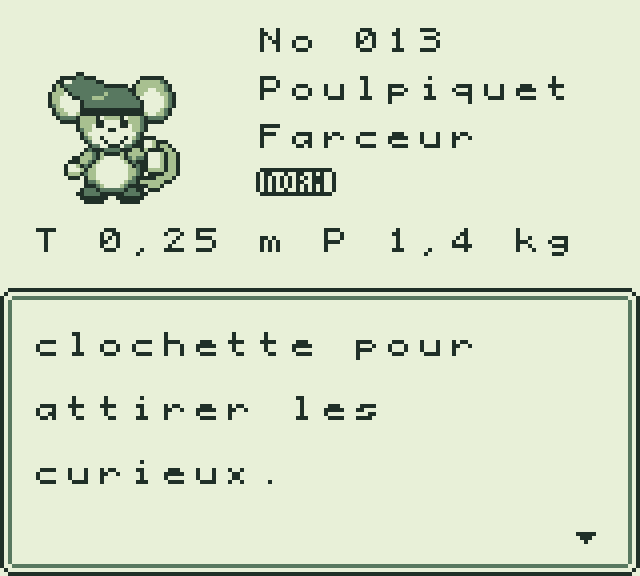 No 013
Poulpiquet
Farceur
NORM
T 0,25 m P 1,4 kg
clochette pour
attirer les
curieux.